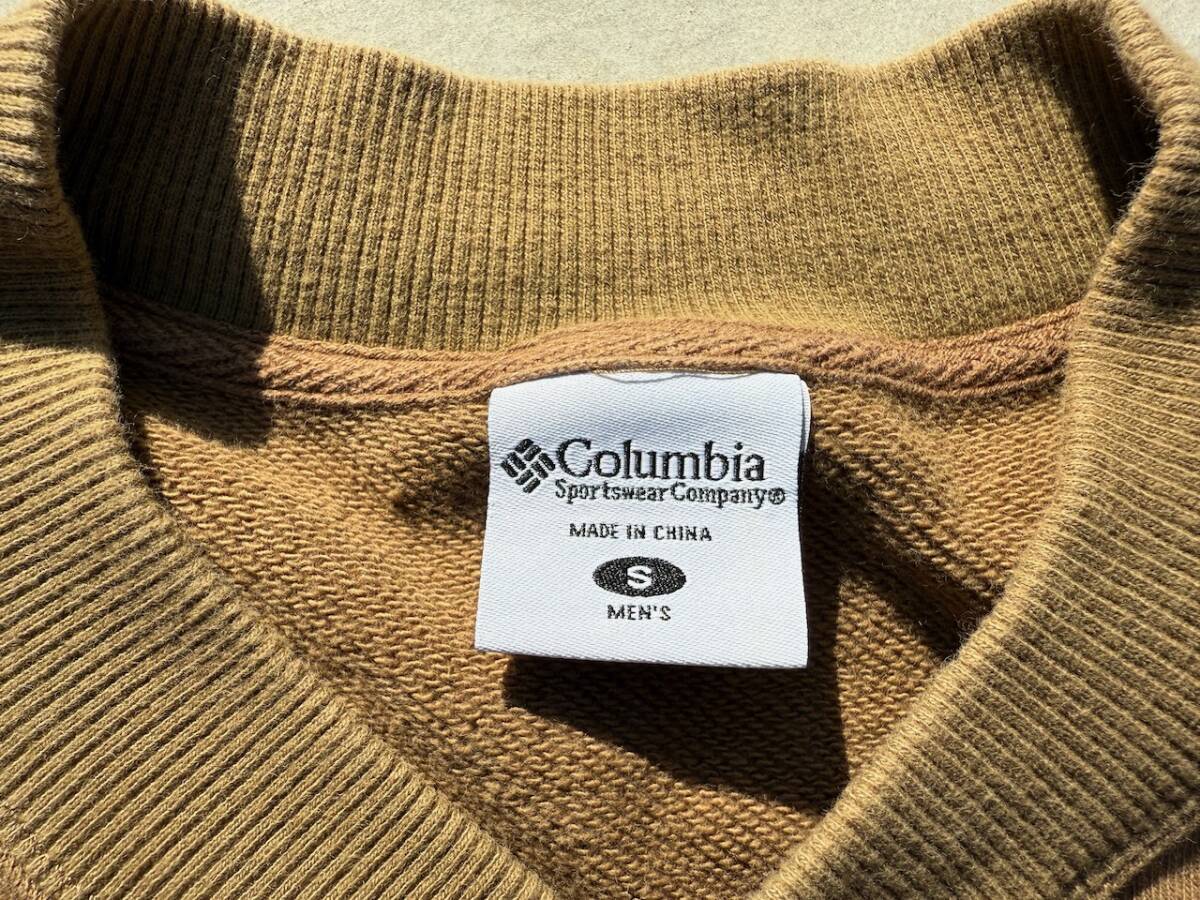 Columbia
Sportswear Company®
MADE IN CHINA
S
MEN'S